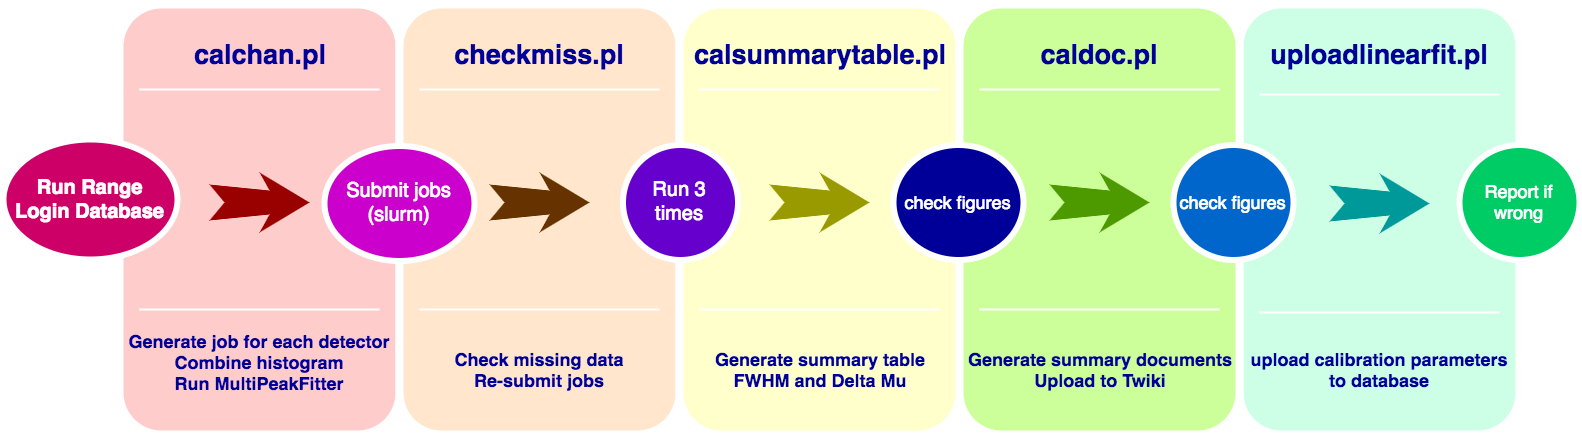 calchan.pl
checkmiss.pl
calsummarytable.pl
caldoc.pl
uploadlinearfit.pl
Run Range
Login Database
Submit jobs
(slurm)
Run 3
times
check figures
check figures
Report if
wrong
Generate job for each detector
Combine histogram
Run MultiPeakFitter
Check missing data
Re-submit jobs
Generate summary table
FWHM and Delta Mu
Generate summary documents
Upload to Twiki
upload calibration parameters
to database